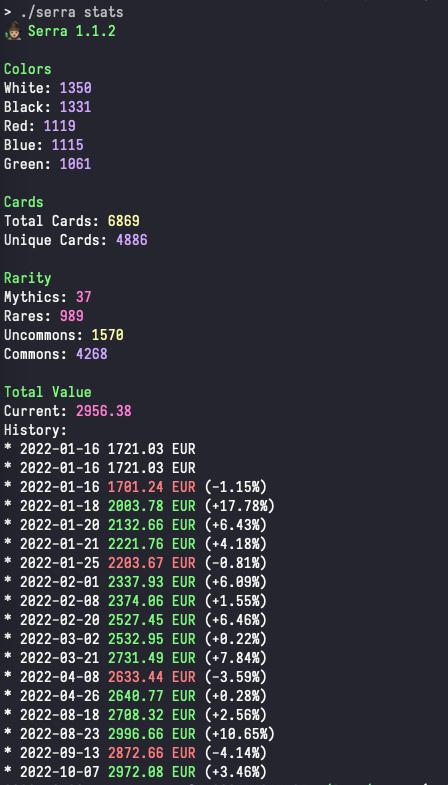 > ./serra stats
Serra 1.1.2
Colors
White: 1350
Black: 1331
Red: 1119
Blue: 1115
Green: 1061
Cards
Total Cards: 6869
Unique Cards: 4886
Rarity
Mythics: 37
Rares: 989
Uncommons: 1570
Commons: 4268
Total Value
Current: 2956.38
History:
* 2022-01-16 1721.03 EUR
* 2022-01-16 1721.03 EUR
* 2022-01-16 1701.24 EUR (-1.15%)
* 2022-01-18 2003.78 EUR (+17.78%)
* 2022-01-20 2132.66 EUR (+6.43%)
* 2022-01-21 2221.76 EUR (+4.18%)
* 2022-01-25 2203.67 EUR (-0.81%)
* 2022-02-01 2337.93 EUR (+6.09%)
* 2022-02-08 2374.06 EUR (+1.55%)
* 2022-02-20 2527.45 EUR (+6.46%)
* 2022-03-02 2532.95 EUR (+0.22%)
* 2022-03-21 2731.49 EUR (+7.84%)
* 2022-04-08 2633.44 EUR (-3.59%)
* 2022-04-26 2640.77 EUR (+0.28%)
* 2022-08-18 2708.32 EUR (+2.56%)
* 2022-08-23 2996.66 EUR (+10.65%)
* 2022-09-13 2872.66 EUR (-4.14%)
* 2022-10-07 2972.08 EUR (+3.46%)